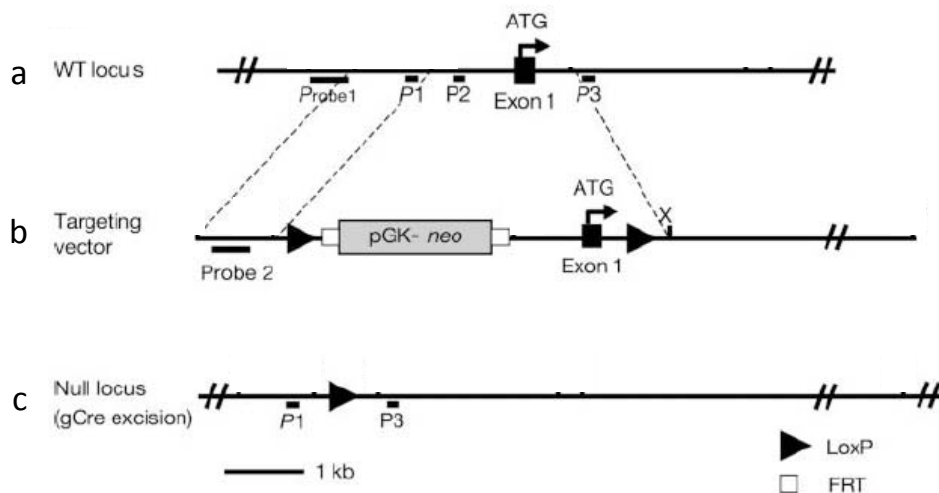 ATG
a WT locus
Probe1 P1 P2 Exon 1 P3
ATG
X
b Targeting
vector
pGK- neo
Probe 2 Exon 1
c Null locus
(gCre excision)
P1 P3
1 kb
LoxP
FRT